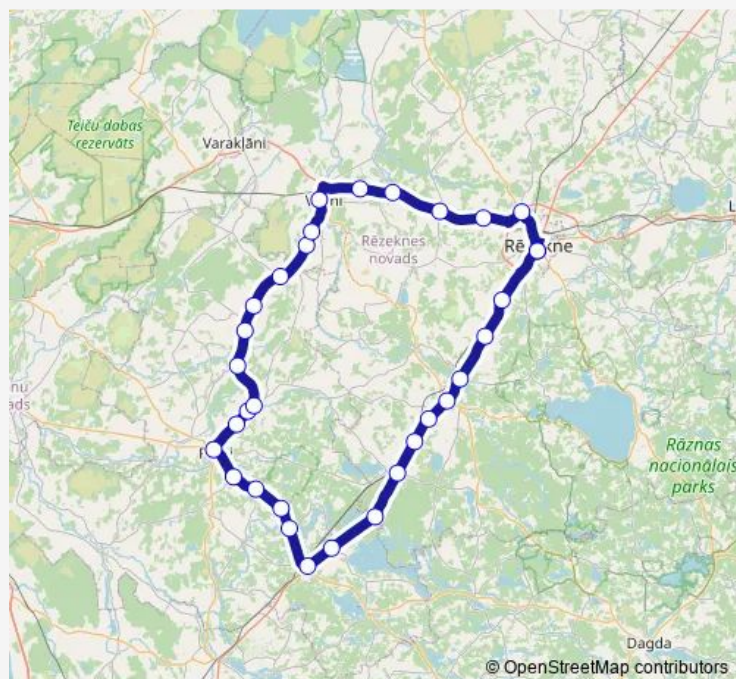 Teiču dabas
rezervāts
Varakļāni
Rēzeknes
novads
Rāznas
nacionālais
parks
Dagda
© OpenStreetMap contributors